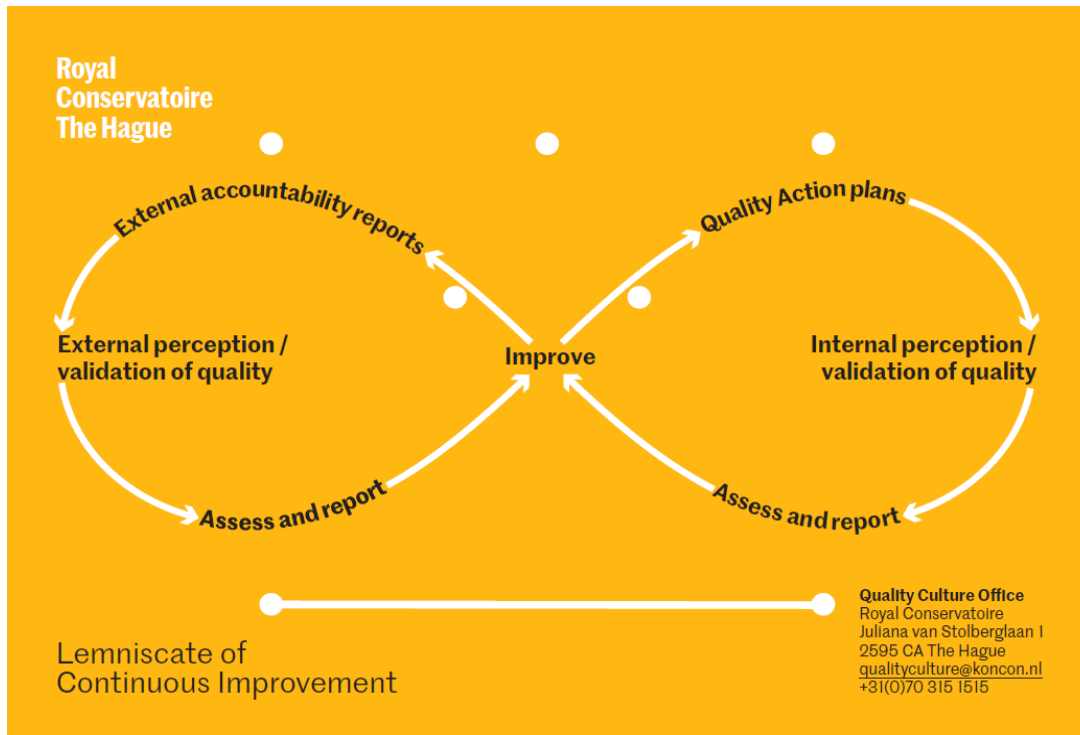 Royal
Conservatoire
The Hague
External accountability reports
Quality Action plans
External perception /
validation of quality
Improve
Internal perception /
validation of quality
Assess and report
Assess and report
Lemniscate of
Continuous Improvement
Quality Culture Office
Royal Conservatoire
Juliana van Stolberglaan 1
2595 CA The Hague
qualityculture@koncon.nl
+31(0)70 315 1515